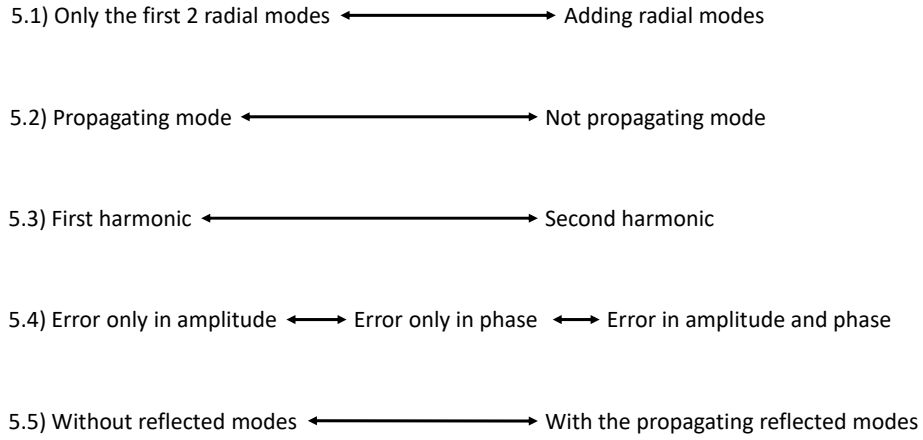 5.1) Only the first 2 radial modes Adding radial modes
5.2) Propagating mode Not propagating mode
5.3) First harmonic Second harmonic
5.4) Error only in amplitude Error only in phase Error in amplitude and phase
5.5) Without reflected modes With the propagating reflected modes